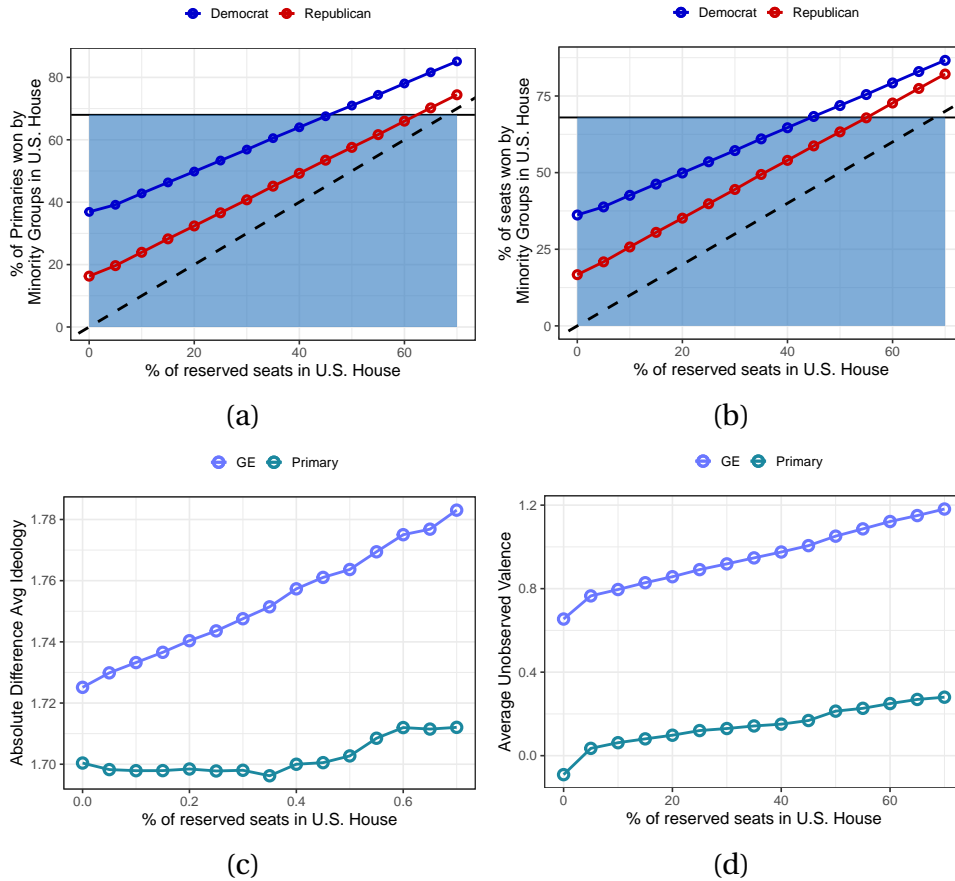 Democrat Republican
% of Primaries won by
Minority Groups in U.S. House
80
60
40
20
0
0 20 40 60
% of reserved seats in U.S. House
(a)
Democrat Republican
% of seats won by
Minority Groups in U.S. House
75
50
25
0
0 20 40 60
% of reserved seats in U.S. House
(b)
GE Primary
Absolute Difference Avg Ideology
1.78
1.76
1.74
1.72
1.70
0.0 0.2 0.4 0.6
% of reserved seats in U.S. House
(c)
GE Primary
Average Unobserved Valence
1.2
0.8
0.4
0.0
0 20 40 60
% of reserved seats in U.S. House
(d)